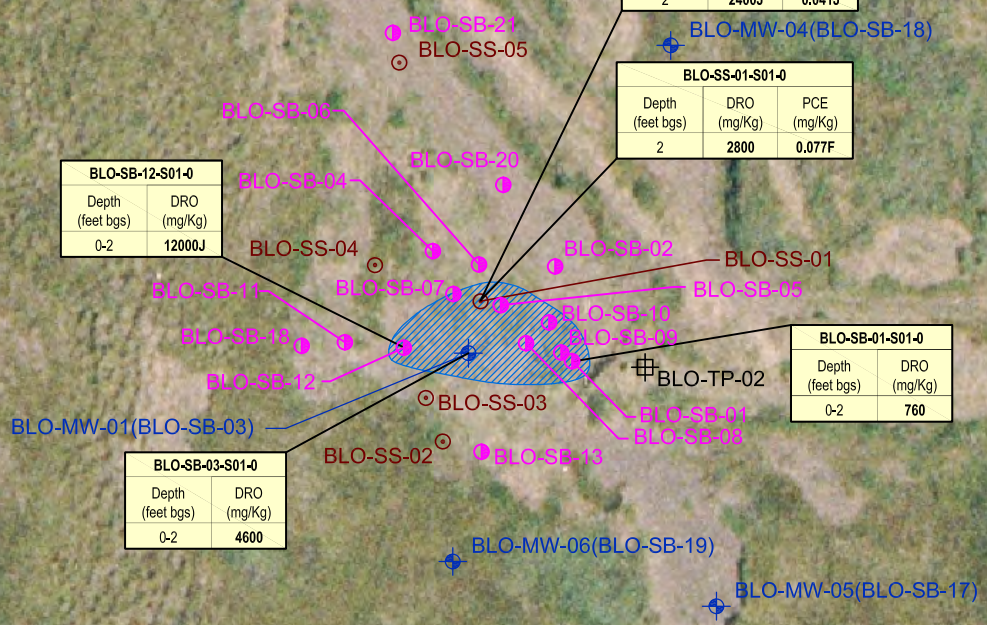 2
BLO-SB-21
BLO-SS-05
BLO-MW-04(BLO-SB-18)
BLO-SS-01-S01-0
Depth DRO PCE
(feet bgs) (mg/Kg) (mg/Kg)
2 2800 0.077F
BLO-SB-06
BLO-SB-20
BLO-SB-04
BLO-SB-12-S01-0
Depth DRO
(feet bgs) (mg/Kg)
0-2 12000J
BLO-SS-04
BLO-SB-02
BLO-SS-01
BLO-SB-11
BLO-SB-07
BLO-SB-05
BLO-SB-10
BLO-SB-18
BLO-SB-09
BLO-SB-12
BLO-TP-02
BLO-SB-01-S01-0
Depth DRO
(feet bgs) (mg/Kg)
0-2 760
BLO-SS-03
BLO-SB-01
BLO-MW-01(BLO-SB-03)
BLO-SB-08
BLO-SS-02
BLO-SB-13
BLO-SB-03-S01-0
Depth DRO
(feet bgs) (mg/Kg)
0-2 4600
BLO-MW-06(BLO-SB-19)
BLO-MW-05(BLO-SB-17)